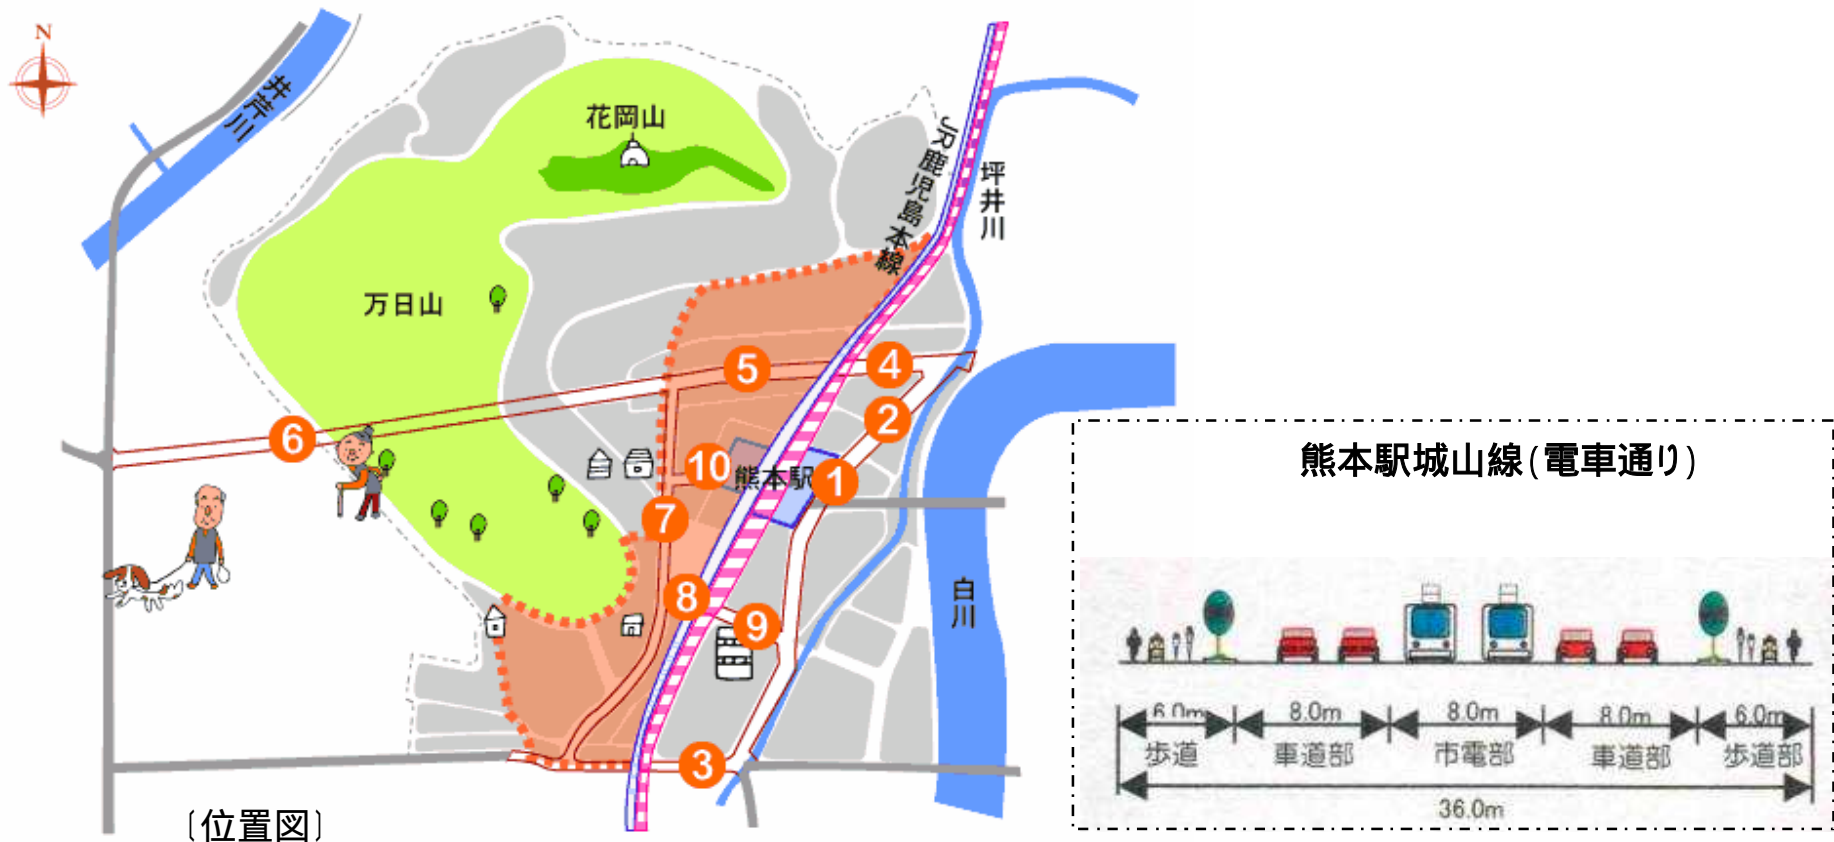 N
井芹川
花岡山
JR鹿児島本線
坪井川
万日山
5
4
6
2
10
熊本駅
1
7
8
9
白川
3
〔位置図〕
熊本駅城山線(電車通り)
6.0m
8.0m
8.0m
8.0m
6.0m
歩道
車道部
市電部
車道部
歩道部
36.0m